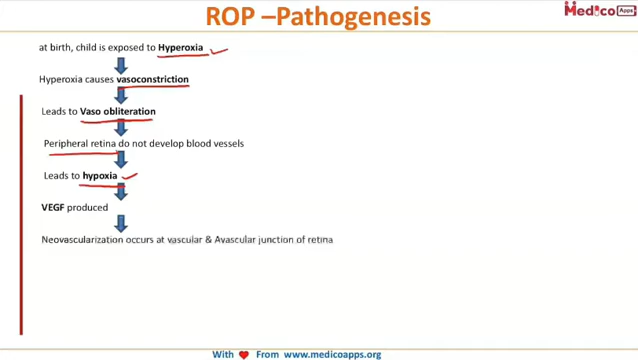 ROP –Pathogenesis
MedicoApps
at birth, child is exposed to Hyperoxia
Hyperoxia causes vasoconstriction
Leads to Vaso obliteration
Peripheral retina do not develop blood vessels
Leads to hypoxia
VEGF produced
Neovascularization occurs at vascular & Avascular junction of retina
With From www.medicoapps.org